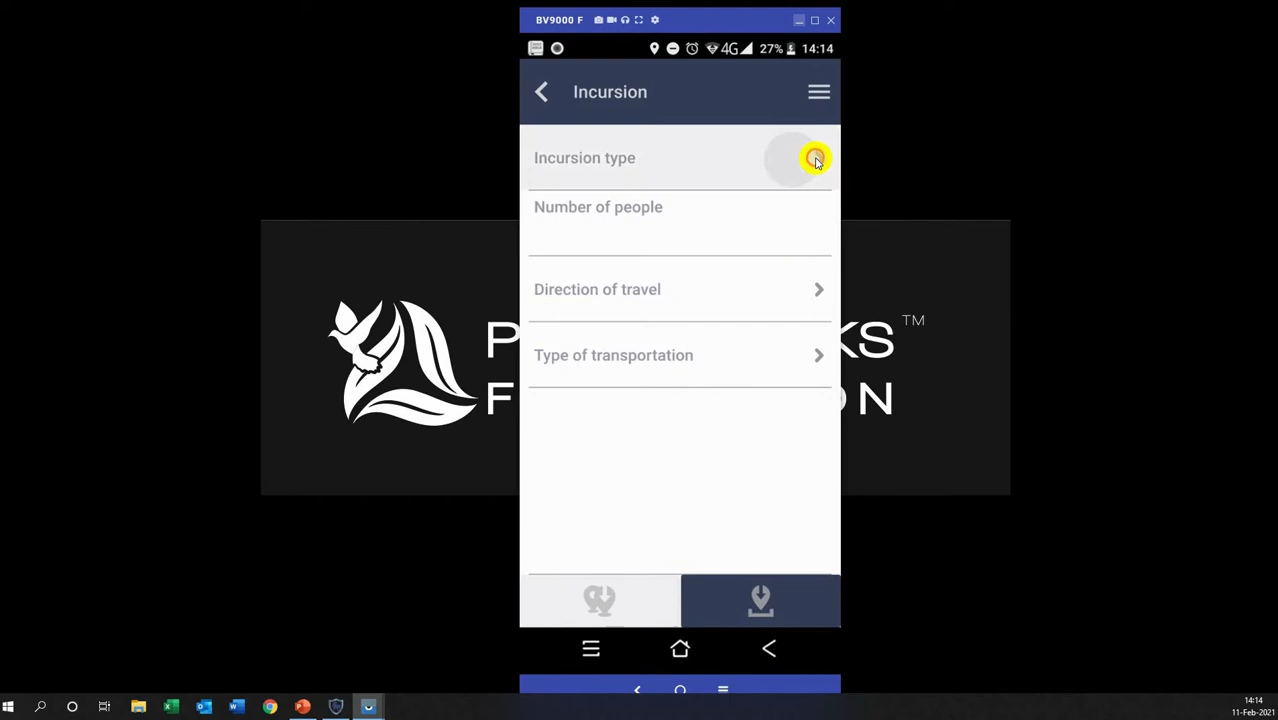 BV9000 F
4G 27% 14:14
Incursion
Incursion type
Number of people
Direction of travel
Type of transportation
P KS TM
F O N
14:14
11-Feb-2021